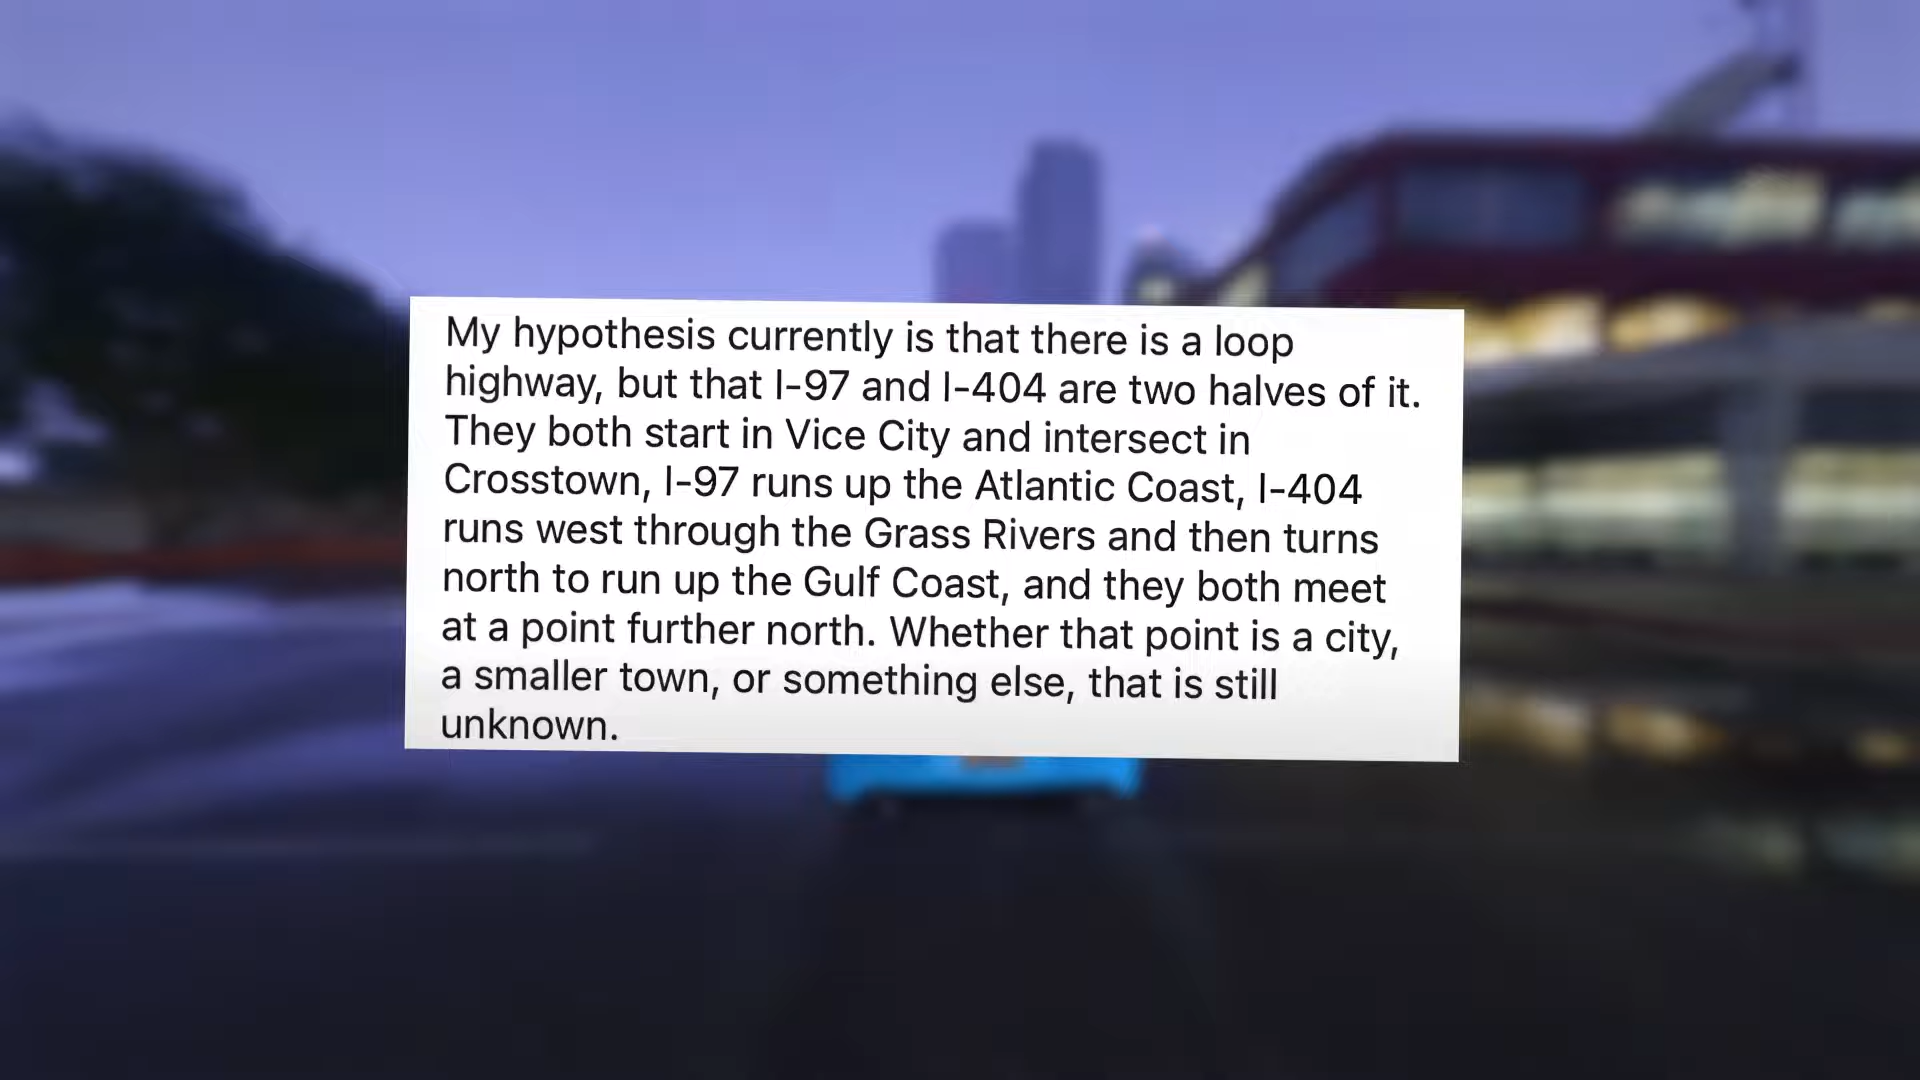 My hypothesis currently is that there is a loop
highway, but that I-97 and I-404 are two halves of it.
They both start in Vice City and intersect in
Crosstown, I-97 runs up the Atlantic Coast, I-404
runs west through the Grass Rivers and then turns
north to run up the Gulf Coast, and they both meet
at a point further north. Whether that point is a city,
a smaller town, or something else, that is still
unknown.